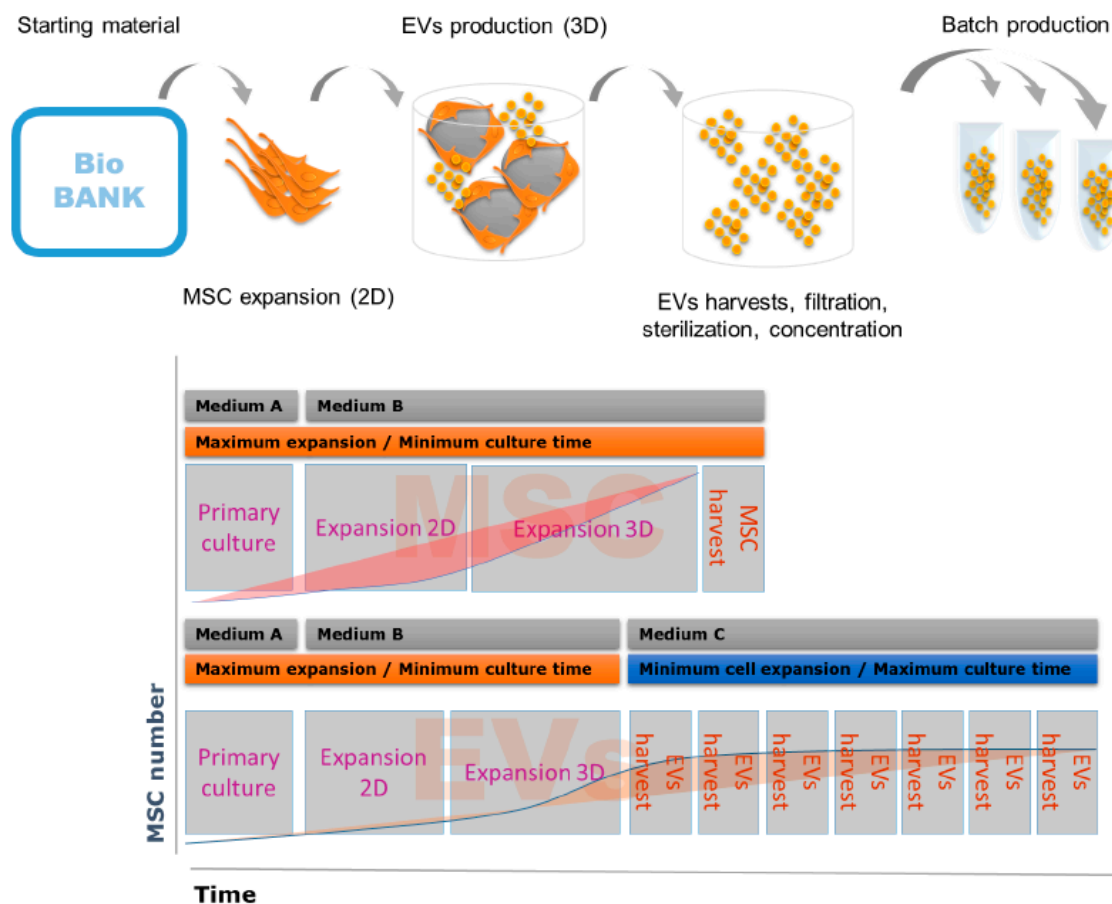 Starting material
EVs production (3D)
Batch production
Bio
BANK
MSC expansion (2D)
EVs harvests, filtration,
sterilization, concentration
Medium A
Medium B
Maximum expansion / Minimum culture time
MSC
Primary
culture
Expansion 2D
Expansion 3D
MSC
harvest
Medium A
Medium B
Medium C
Maximum expansion / Minimum culture time
Minimum cell expansion / Maximum culture time
EVs
Primary
culture
Expansion
2D
Expansion 3D
EVs
harvest
EVs
harvest
EVs
harvest
EVs
harvest
EVs
harvest
EVs
harvest
EVs
harvest
MSC number
Time